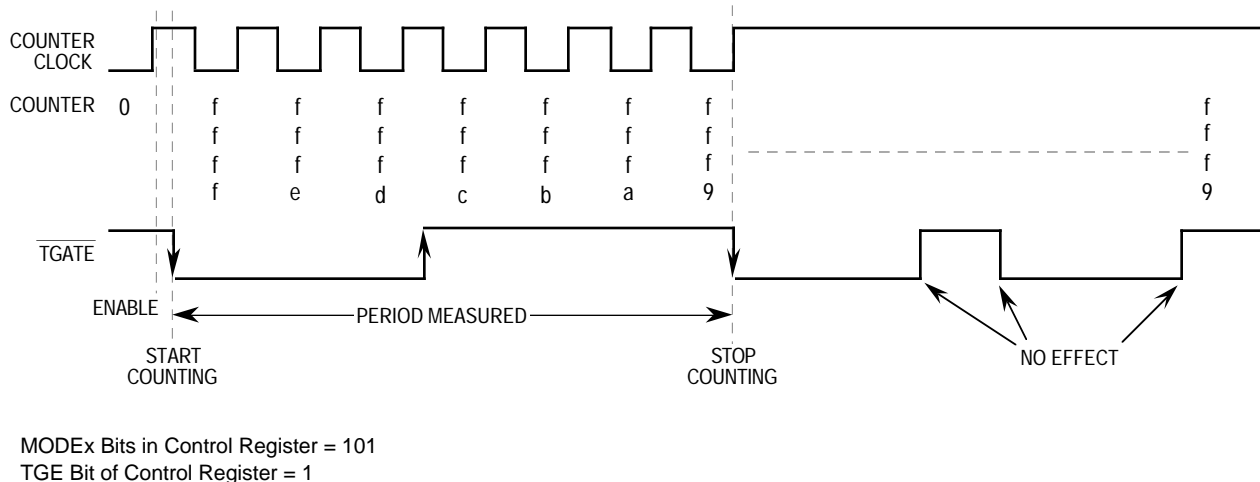 COUNTER
CLOCK
COUNTER 0 f f f f f f f f
f f f f f f f f
f f f f f f f f
f e d c b a 9 9
TGATE
ENABLE
PERIOD MEASURED
START
COUNTING
STOP
COUNTING
NO EFFECT
MODEx Bits in Control Register = 101
TGE Bit of Control Register = 1